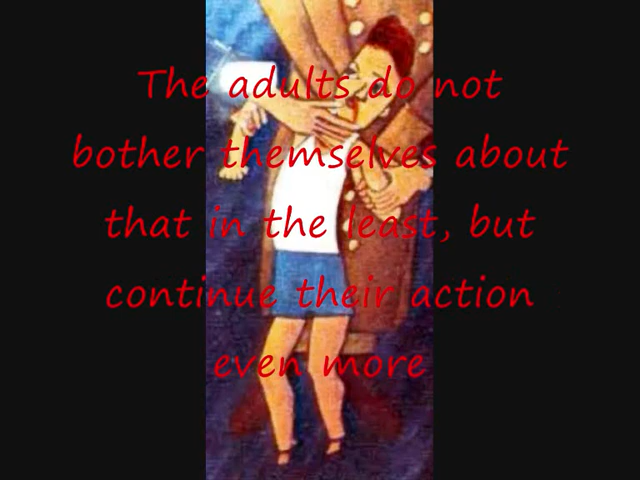 The adults do not
bother themselves about
that in the least, but
continue their action
even more